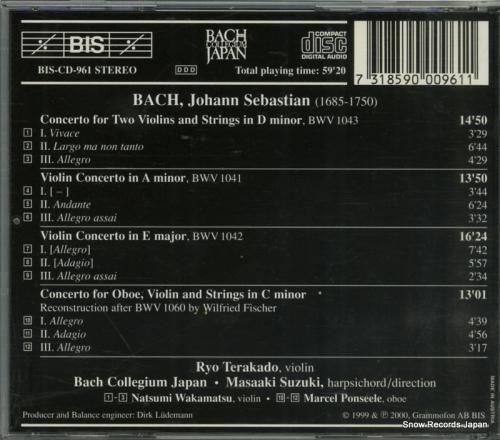 BIS
BACH
COLLEGIUM
JAPAN
COMPACT
disc
DIGITAL AUDIO
BIS-CD-961 STEREO
DDD
Total playing time: 59'20
7 318590 009611
BACH, Johann Sebastian (1685-1750)
Concerto for Two Violins and Strings in D minor, BWV 1043 14'50
1 I. Vivace 3'29
2 II. Largo ma non tanto 6'44
3 III. Allegro 4'29
Violin Concerto in A minor, BWV 1041 13'50
4 I. [ – ] 3'44
5 II. Andante 6'24
6 III. Allegro assai 3'32
Violin Concerto in E major, BWV 1042 16'24
7 I. [Allegro] 7'42
8 II. [Adagio] 5'57
9 III. Allegro assai 2'34
Concerto for Oboe, Violin and Strings in C minor 13'01
Reconstruction after BWV 1060 by Wilfried Fischer
10 I. Allegro 4'39
11 II. Adagio 4'56
12 III. Allegro 3'17
Ryo Terakado, violin
Bach Collegium Japan · Masaaki Suzuki, harpsichord/direction
1 - 3 Natsumi Wakamatsu, violin · 10 - 12 Marcel Ponseele, oboe
Producer and Balance engineer: Dirk Lüdemann
© 1999 & ℗ 2000, Grammofon AB BIS
MADE IN AUSTRIA
Snow-Records-Japan